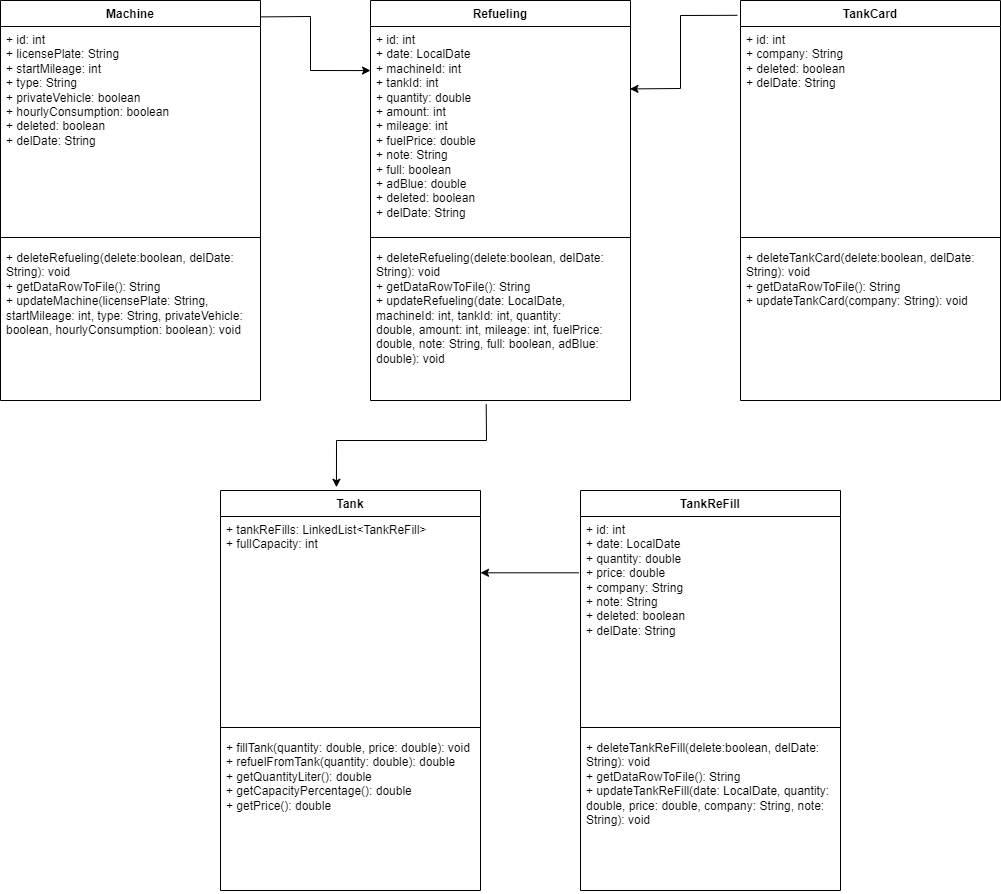 Machine
+ id: int
+ licensePlate: String
+ startMileage: int
+ type: String
+ privateVehicle: boolean
+ hourlyConsumption: boolean
+ deleted: boolean
+ delDate: String
+ deleteRefueling(delete:boolean, delDate:
String): void
+ getDataRowToFile(): String
+ updateMachine(licensePlate: String,
startMileage: int, type: String, privateVehicle:
boolean, hourlyConsumption: boolean): void
Refueling
+ id: int
+ date: LocalDate
+ machineId: int
+ tankId: int
+ quantity: double
+ amount: int
+ mileage: int
+ fuelPrice: double
+ note: String
+ full: boolean
+ adBlue: double
+ deleted: boolean
+ delDate: String
+ deleteRefueling(delete:boolean, delDate:
String): void
+ getDataRowToFile(): String
+ updateRefueling(date: LocalDate,
machineId: int, tankId: int, quantity:
double, amount: int, mileage: int, fuelPrice:
double, note: String, full: boolean, adBlue:
double): void
TankCard
+ id: int
+ company: String
+ deleted: boolean
+ delDate: String
+ deleteTankCard(delete:boolean, delDate:
String): void
+ getDataRowToFile(): String
+ updateTankCard(company: String): void
Tank
+ tankReFills: LinkedList<TankReFill>
+ fullCapacity: int
+ fillTank(quantity: double, price: double): void
+ refuelFromTank(quantity: double): double
+ getQuantityLiter(): double
+ getCapacityPercentage(): double
+ getPrice(): double
TankReFill
+ id: int
+ date: LocalDate
+ quantity: double
+ price: double
+ company: String
+ note: String
+ deleted: boolean
+ delDate: String
+ deleteTankReFill(delete:boolean, delDate:
String): void
+ getDataRowToFile(): String
+ updateTankReFill(date: LocalDate, quantity:
double, price: double, company: String, note:
String): void